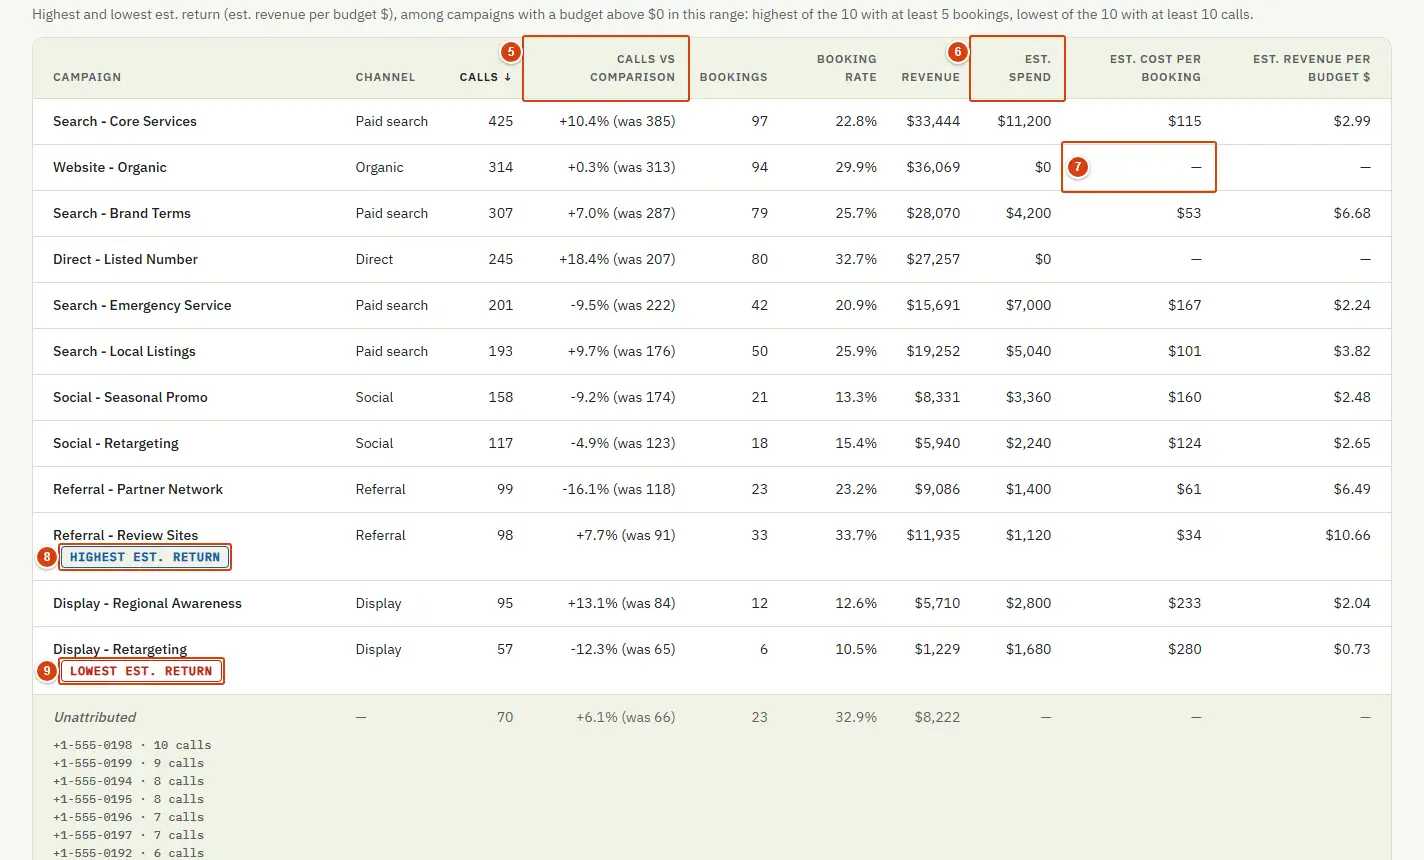 Highest and lowest est. return (est. revenue per budget $), among campaigns with a budget above $0 in this range: highest of the 10 with at least 5 bookings, lowest of the 10 with at least 10 calls.
CAMPAIGN CHANNEL CALLS ↓ 5 CALLS VS COMPARISON BOOKINGS BOOKING RATE REVENUE 6 EST. SPEND EST. COST PER BOOKING EST. REVENUE PER BUDGET $
Search - Core Services Paid search 425 +10.4% (was 385) 97 22.8% $33,444 $11,200 $115 $2.99
Website - Organic Organic 314 +0.3% (was 313) 94 29.9% $36,069 $0 7 — —
Search - Brand Terms Paid search 307 +7.0% (was 287) 79 25.7% $28,070 $4,200 $53 $6.68
Direct - Listed Number Direct 245 +18.4% (was 207) 80 32.7% $27,257 $0 — —
Search - Emergency Service Paid search 201 -9.5% (was 222) 42 20.9% $15,691 $7,000 $167 $2.24
Search - Local Listings Paid search 193 +9.7% (was 176) 50 25.9% $19,252 $5,040 $101 $3.82
Social - Seasonal Promo Social 158 -9.2% (was 174) 21 13.3% $8,331 $3,360 $160 $2.48
Social - Retargeting Social 117 -4.9% (was 123) 18 15.4% $5,940 $2,240 $124 $2.65
Referral - Partner Network Referral 99 -16.1% (was 118) 23 23.2% $9,086 $1,400 $61 $6.49
Referral - Review Sites Referral 98 +7.7% (was 91) 33 33.7% $11,935 $1,120 $34 $10.66
8 HIGHEST EST. RETURN
Display - Regional Awareness Display 95 +13.1% (was 84) 12 12.6% $5,710 $2,800 $233 $2.04
Display - Retargeting Display 57 -12.3% (was 65) 6 10.5% $1,229 $1,680 $280 $0.73
9 LOWEST EST. RETURN
Unattributed — 70 +6.1% (was 66) 23 32.9% $8,222 — — —
+1-555-0198 · 10 calls
+1-555-0199 · 9 calls
+1-555-0194 · 8 calls
+1-555-0195 · 8 calls
+1-555-0196 · 7 calls
+1-555-0197 · 7 calls
+1-555-0192 · 6 calls